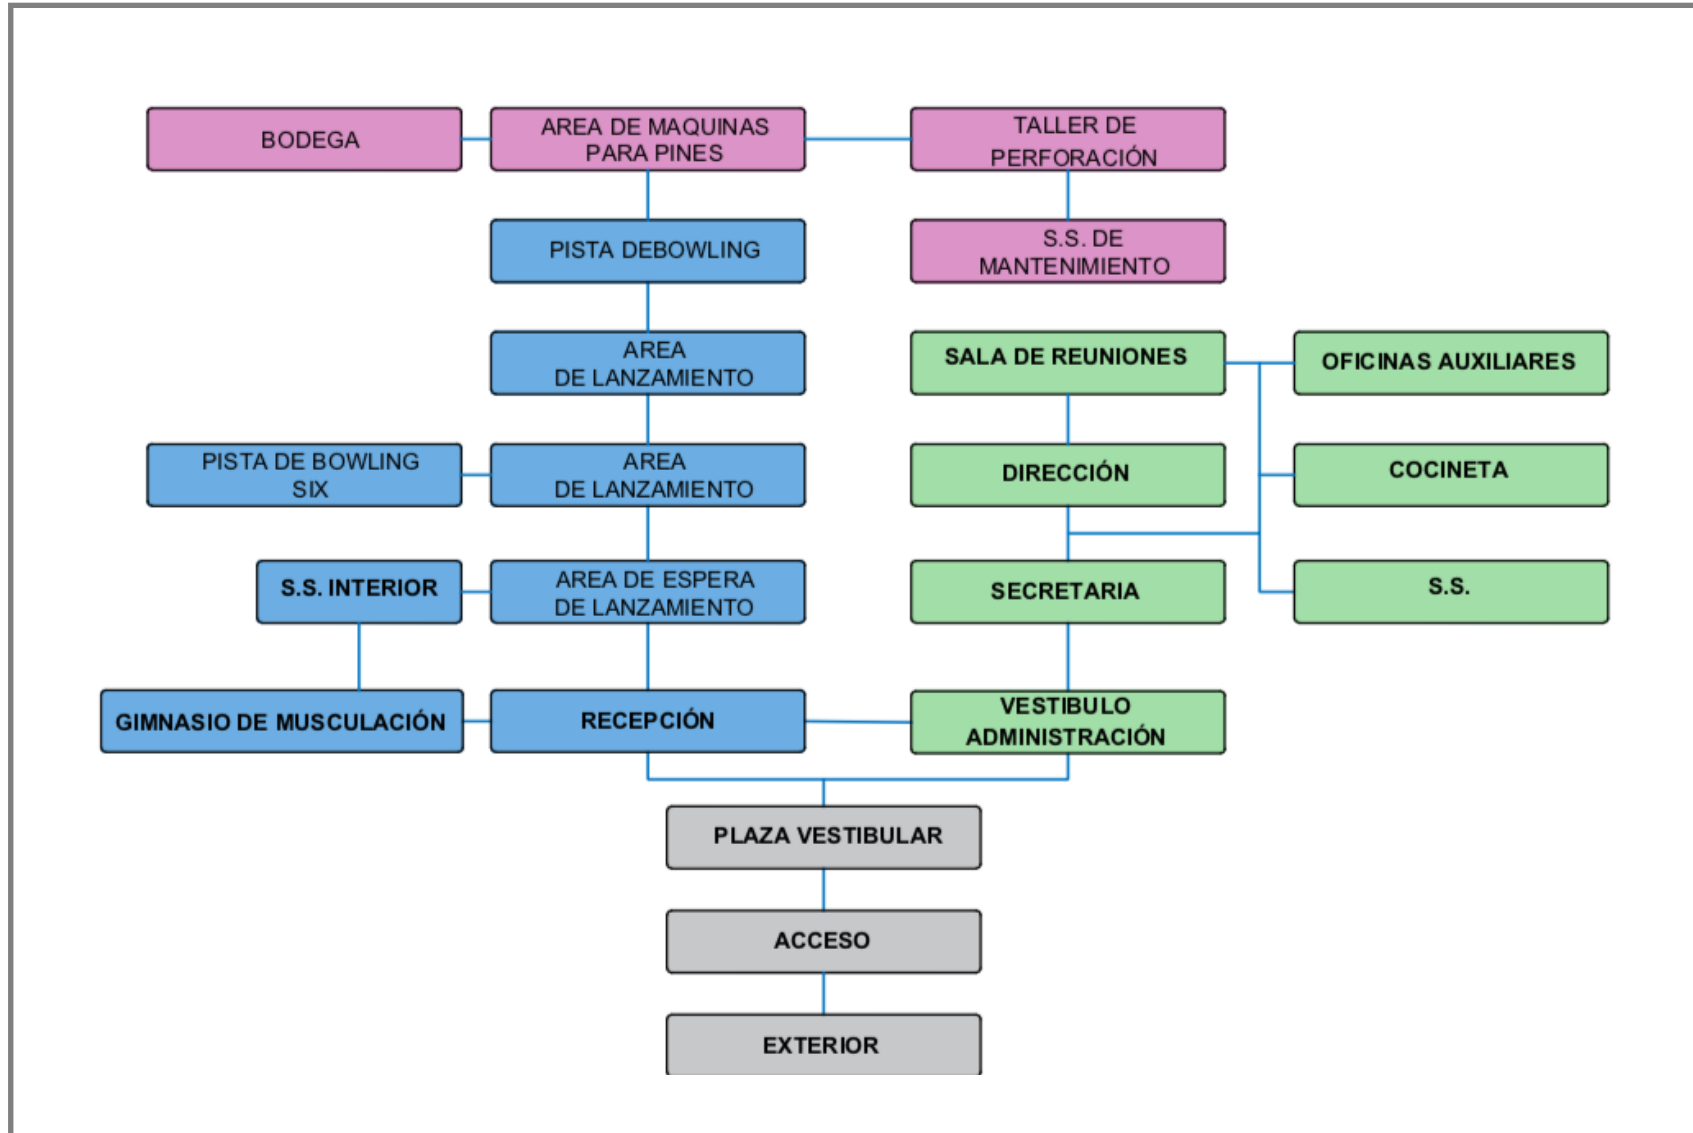 BODEGA
AREA DE MAQUINAS
PARA PINES
TALLER DE
PERFORACIÓN
PISTA DEBOWLING
S.S. DE
MANTENIMIENTO
AREA
DE LANZAMIENTO
SALA DE REUNIONES
OFICINAS AUXILIARES
PISTA DE BOWLING
SIX
AREA
DE LANZAMIENTO
DIRECCIÓN
COCINETA
S.S. INTERIOR
AREA DE ESPERA
DE LANZAMIENTO
SECRETARIA
S.S.
GIMNASIO DE MUSCULACIÓN
RECEPCIÓN
VESTIBULO
ADMINISTRACIÓN
PLAZA VESTIBULAR
ACCESO
EXTERIOR